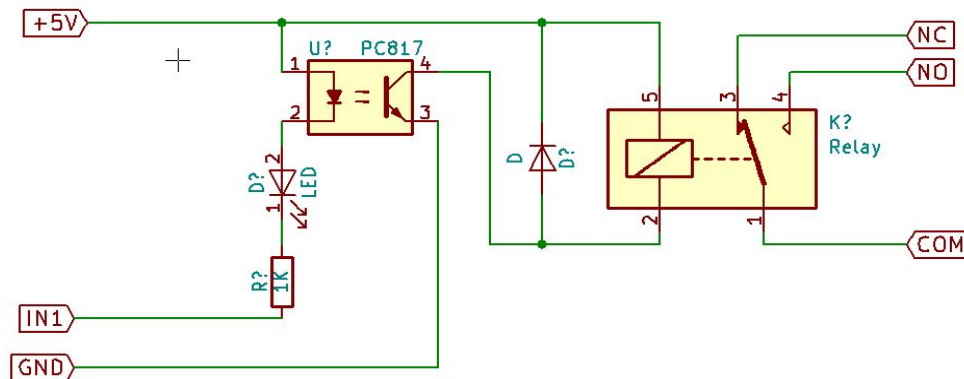 +5V
U? PC817
1
4
2
3
2
D?
LED
1
R?
1K
IN1
GND
D
D?
5
3
4
2
1
K?
Relay
NC
NO
COM